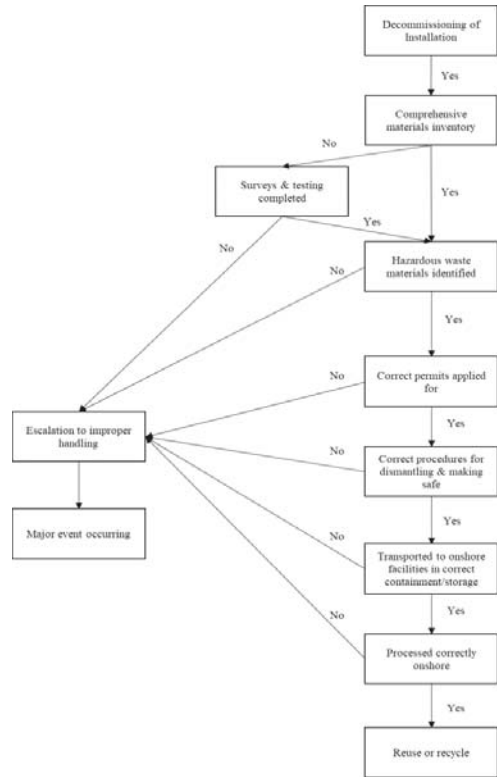 Decommissioning of
Installation
Yes
Comprehensive
materials inventory
No
Surveys & testing
completed
Yes
Yes
No
Hazardous waste
materials identified
No
Yes
Correct permits applied
for
No
Yes
Escalation to improper
handling
Correct procedures for
dismantling & making
safe
No
Yes
Major event occurring
Transported to onshore
facilities in correct
containment/storage
No
Yes
Processed correctly
onshore
No
Yes
Reuse or recycle